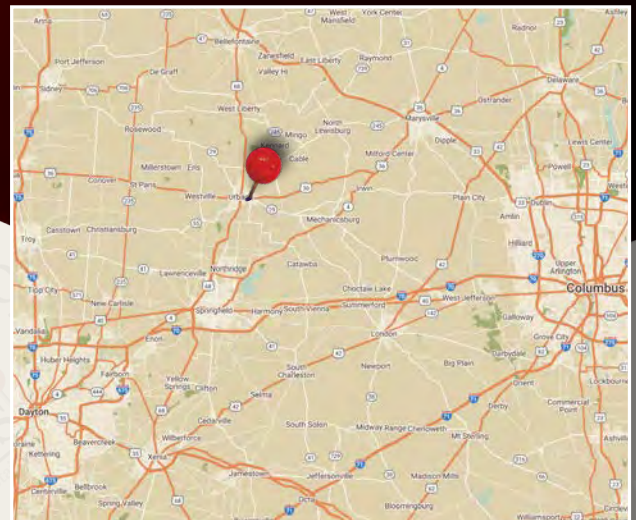 Anna
West Mansfield
York Center
Radnor
Ashley
Bellefontaine
Zanesfield
East Liberty
Raymond
Port Jefferson
De Graff
Valley Hi
Delaware
Sidney
West Liberty
Marysville
Ostrander
Rosewood
Mingo
North Lewisburg
Kennard
Cable
Dipple
Lewis Center
Millerstown
Eris
Milford Center
Powell
Conover
St Paris
Westville
Irwin
Plain City
Dublin
Amlin
Casstown
Christiansburg
Mechanicsburg
Hilliard
Troy
Northridge
Catawba
Plumwood
Upper Arlington
Lawrenceville
Tipp City
Choctaw Lake
Columbus
New Carlisle
Springfield
Harmony
South Vienna
Summerford
West Jefferson
Galloway
Vandalia
Enon
London
Grove City
Huber Heights
Darbydale
Fairborn
South Charleston
Newport
Big Plain
Yellow Springs
Clifton
Orient
Lockbourne
Dayton
Selma
Derby
Commercial Point
Cedarville
South Solon
Midway
Range
Chenoweth
Wilberforce
Mt Sterling
Beavercreek
Kettering
Xenia
Jamestown
Jeffersonville
Madison Mills
Centerville
Bellbrook
Spring Valley
Octa
Bloomingburg
Williamsport